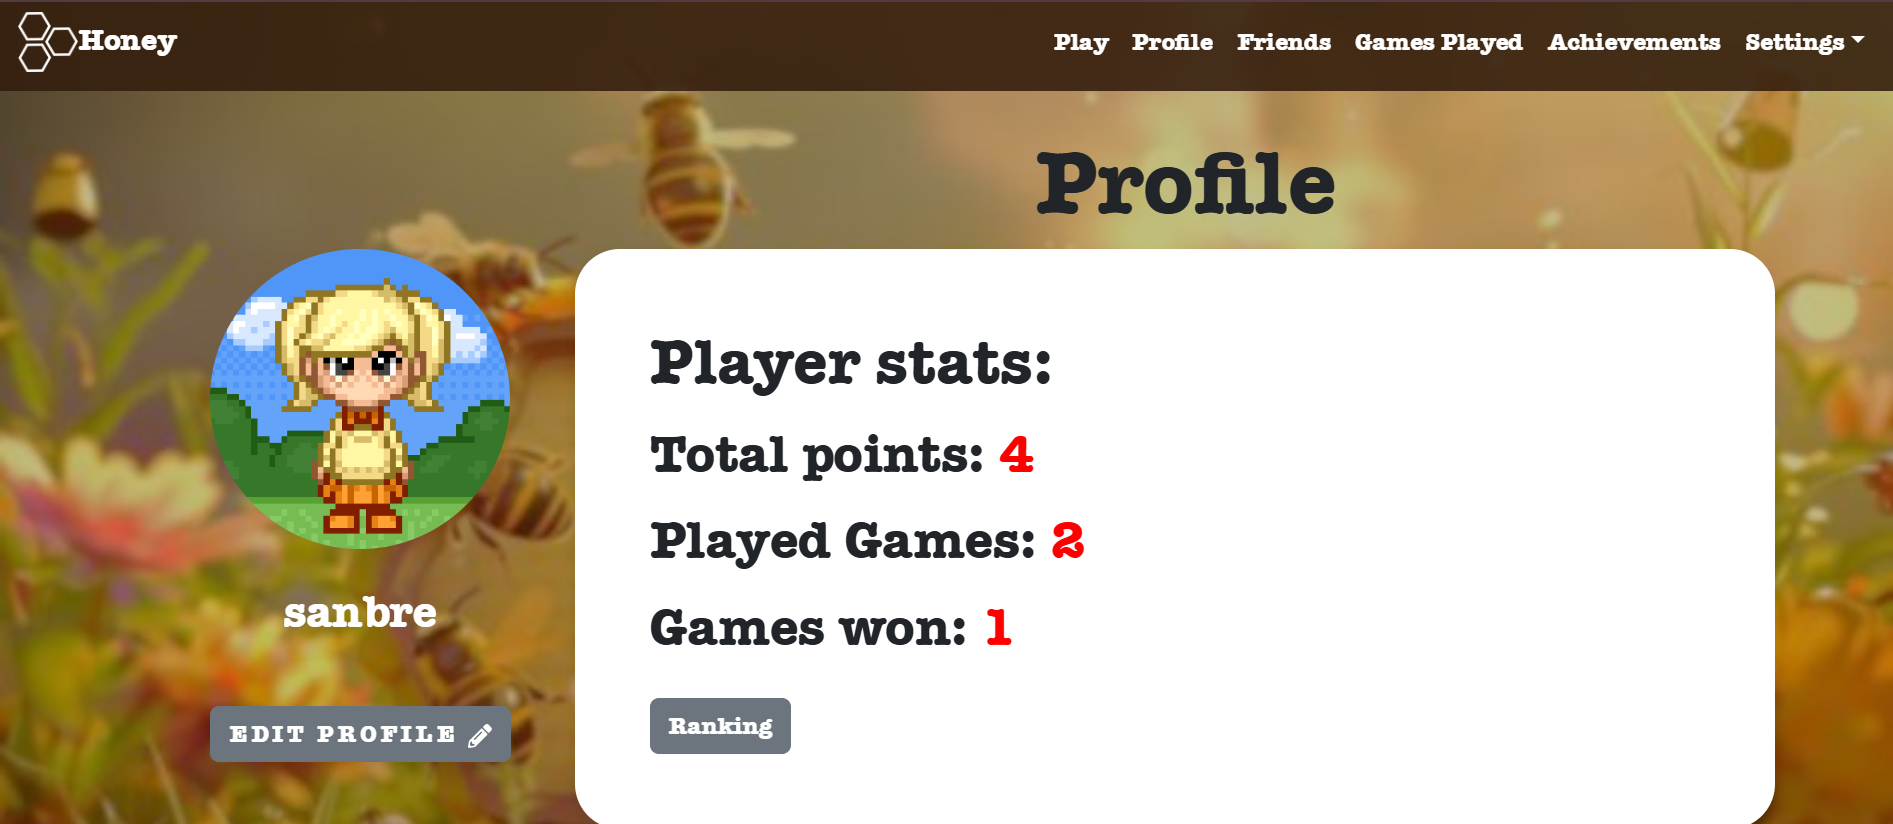 Honey
Play Profile Friends Games Played Achievements Settings
Profile
sanbre
EDIT PROFILE
Player stats:
Total points: 4
Played Games: 2
Games won: 1
Ranking